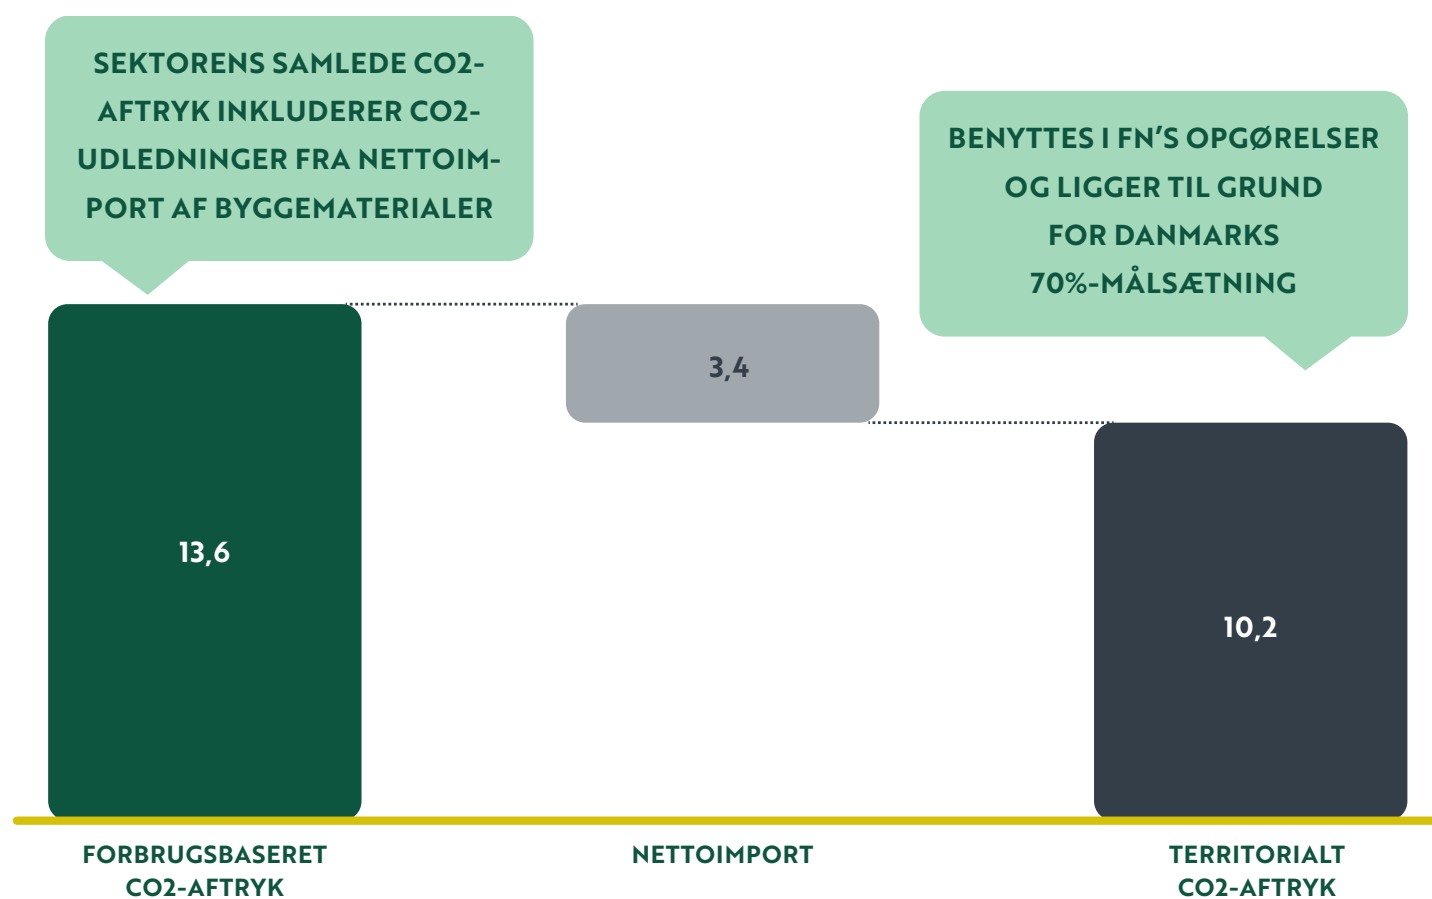 SEKTORENS SAMLEDE CO2-
AFTRYK INKLUDERER CO2-
UDLEDNINGER FRA NETTOIM-
PORT AF BYGGEMATERIALER
BENYTTES I FN’S OPGØRELSER
OG LIGGER TIL GRUND
FOR DANMARKS
70%-MÅLSÆTNING
3,4
13,6
10,2
FORBRUGSBASERET
CO2-AFTRYK
NETTOIMPORT
TERRITORIALT
CO2-AFTRYK